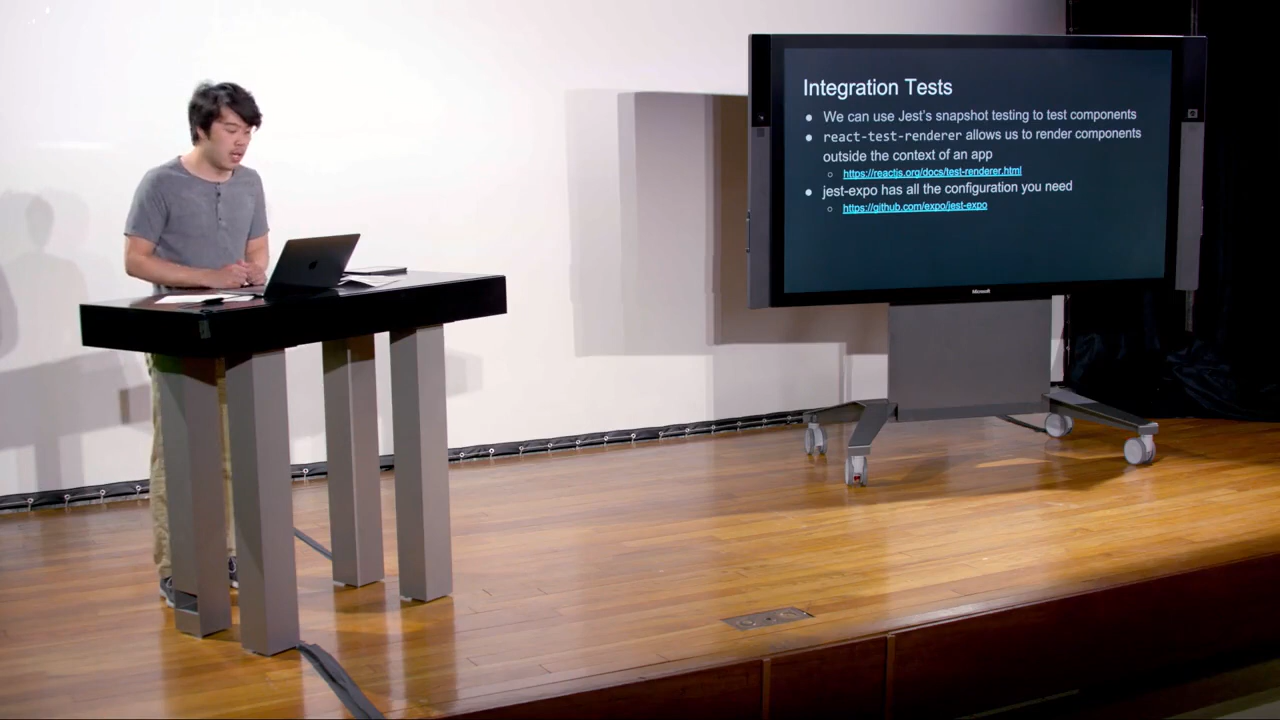 Integration Tests
● We can use Jest's snapshot testing to test components
● react-test-renderer allows us to render components
outside the context of an app
○ https://reactjs.org/docs/test-renderer.html
● jest-expo has all the configuration you need
○ https://github.com/expo/jest-expo
Microsoft